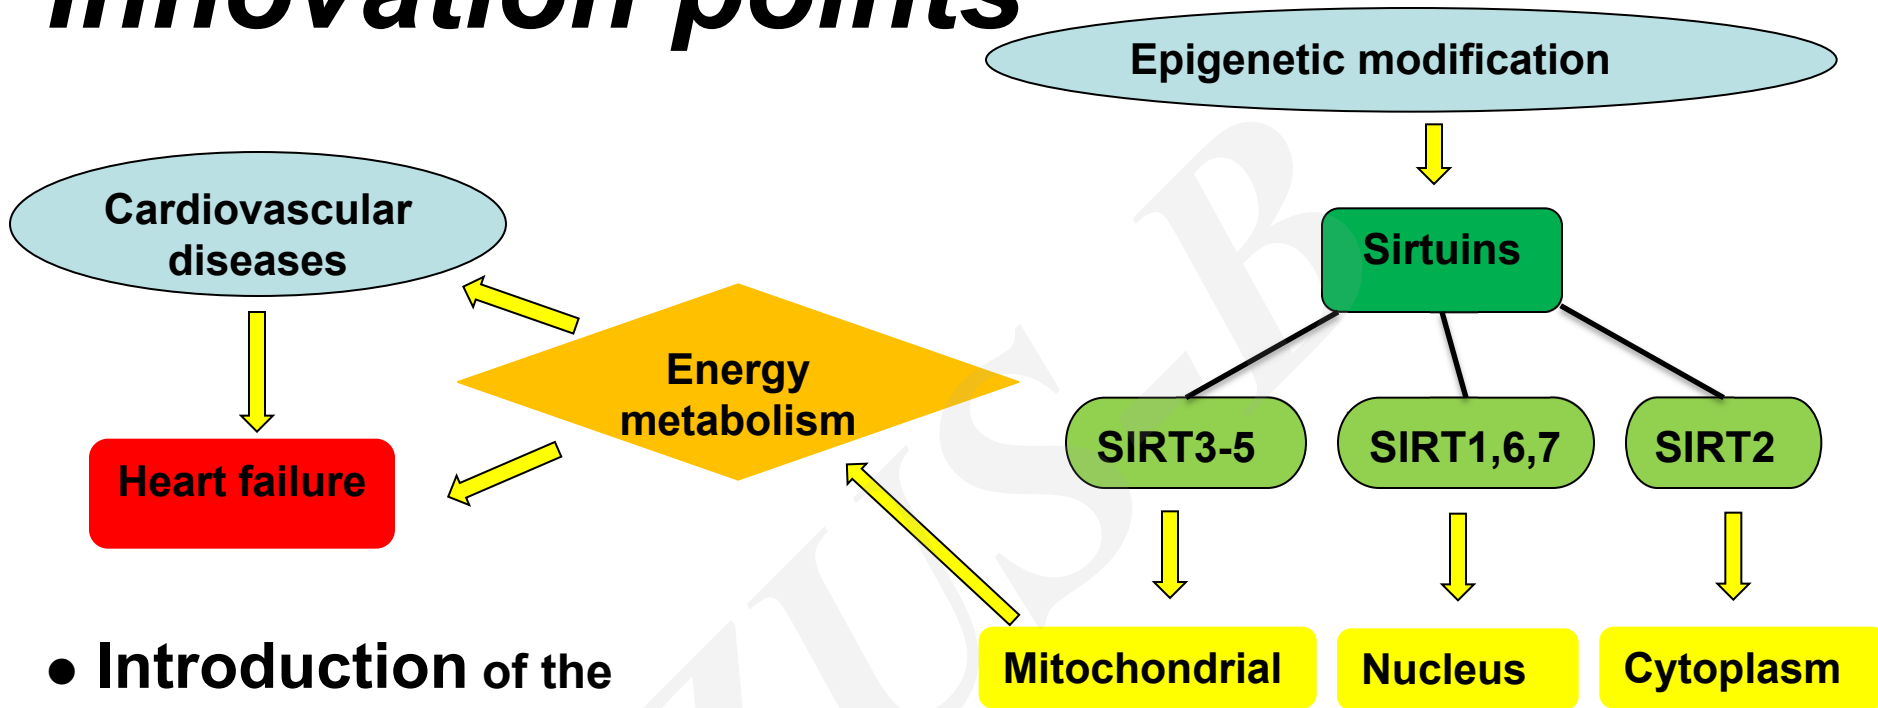 Innovation points
Epigenetic modification
Cardiovascular
diseases
Sirtuins
Energy
metabolism
SIRT3-5
SIRT1,6,7
SIRT2
Heart failure
Mitochondrial
Nucleus
Cytoplasm
● Introduction of the